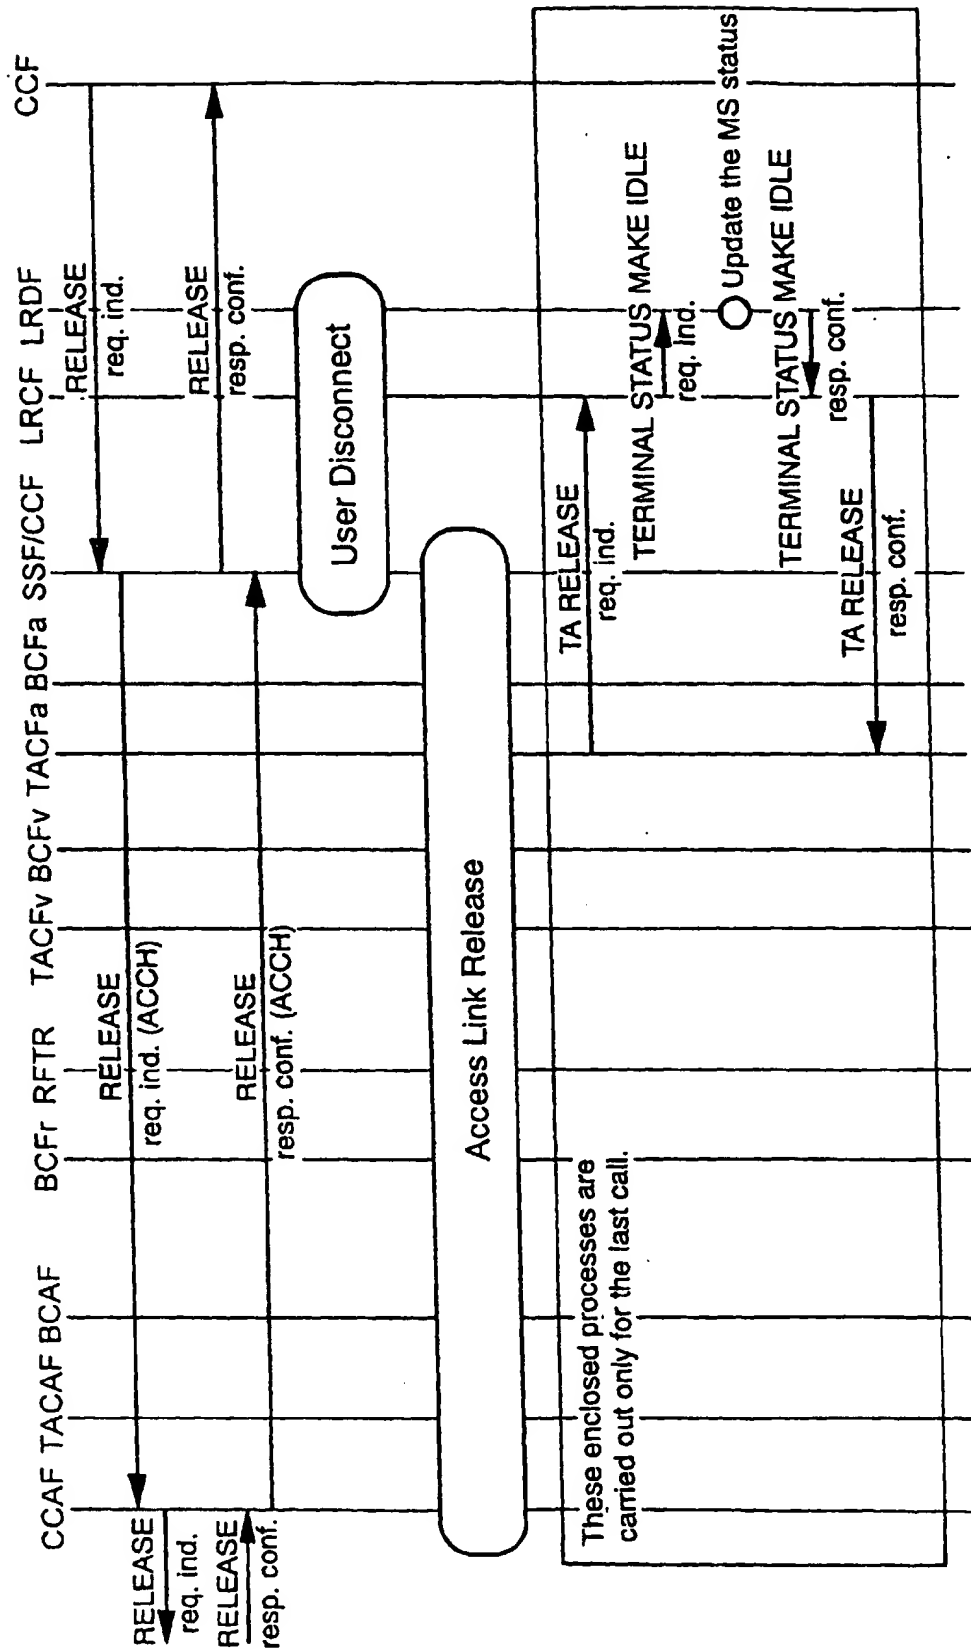 CCAF TACAF BCAF BCFr RFTR TACFv BCFv TACFa BCFa SSF/CCF LRCF LRDF CCF
RELEASE
req. ind.
RELEASE
req. ind. (ACCH)
RELEASE
req. ind.
RELEASE
resp. conf.
RELEASE
resp. conf. (ACCH)
RELEASE
resp. conf.
User Disconnect
Access Link Release
These enclosed processes are
carried out only for the last call.
TA RELEASE
req. ind.
TERMINAL STATUS MAKE IDLE
req. Ind.
Update the MS status
TERMINAL STATUS MAKE IDLE
resp. conf.
TA RELEASE
resp. conf.